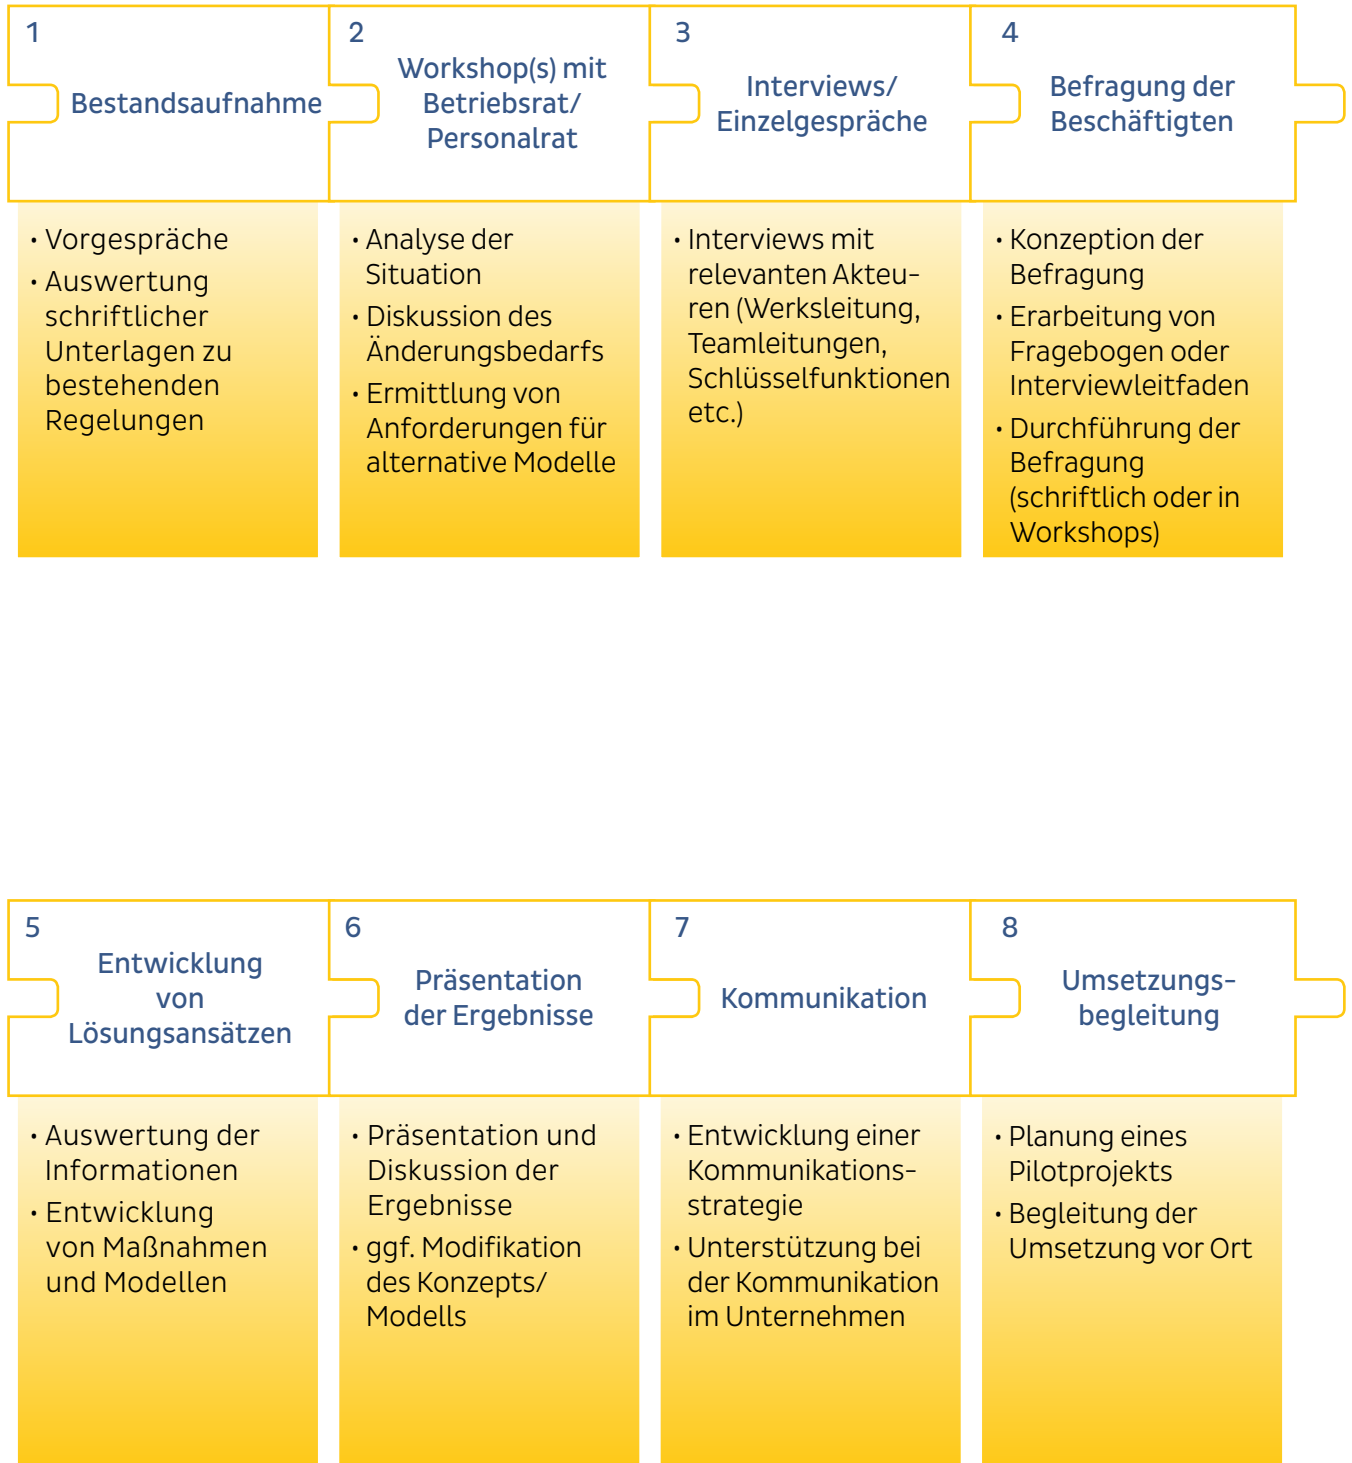 1
Bestandsaufnahme
• Vorgespräche
• Auswertung
schriftlicher
Unterlagen zu
bestehenden
Regelungen
2
Workshop(s) mit
Betriebsrat/
Personalrat
• Analyse der
Situation
• Diskussion des
Änderungsbedarfs
• Ermittlung von
Anforderungen für
alternative Modelle
3
Interviews/
Einzelgespräche
• Interviews mit
relevanten Akteu-
ren (Werksleitung,
Teamleitungen,
Schlüsselfunktionen
etc.)
4
Befragung der
Beschäftigten
• Konzeption der
Befragung
• Erarbeitung von
Fragebogen oder
Interviewleitfaden
• Durchführung der
Befragung
(schriftlich oder in
Workshops)
5
Entwicklung
von
Lösungsansätzen
• Auswertung der
Informationen
• Entwicklung
von Maßnahmen
und Modellen
6
Präsentation
der Ergebnisse
• Präsentation und
Diskussion der
Ergebnisse
• ggf. Modifikation
des Konzepts/
Modells
7
Kommunikation
• Entwicklung einer
Kommunikations-
strategie
• Unterstützung bei
der Kommunikation
im Unternehmen
8
Umsetzungs-
begleitung
• Planung eines
Pilotprojekts
• Begleitung der
Umsetzung vor Ort